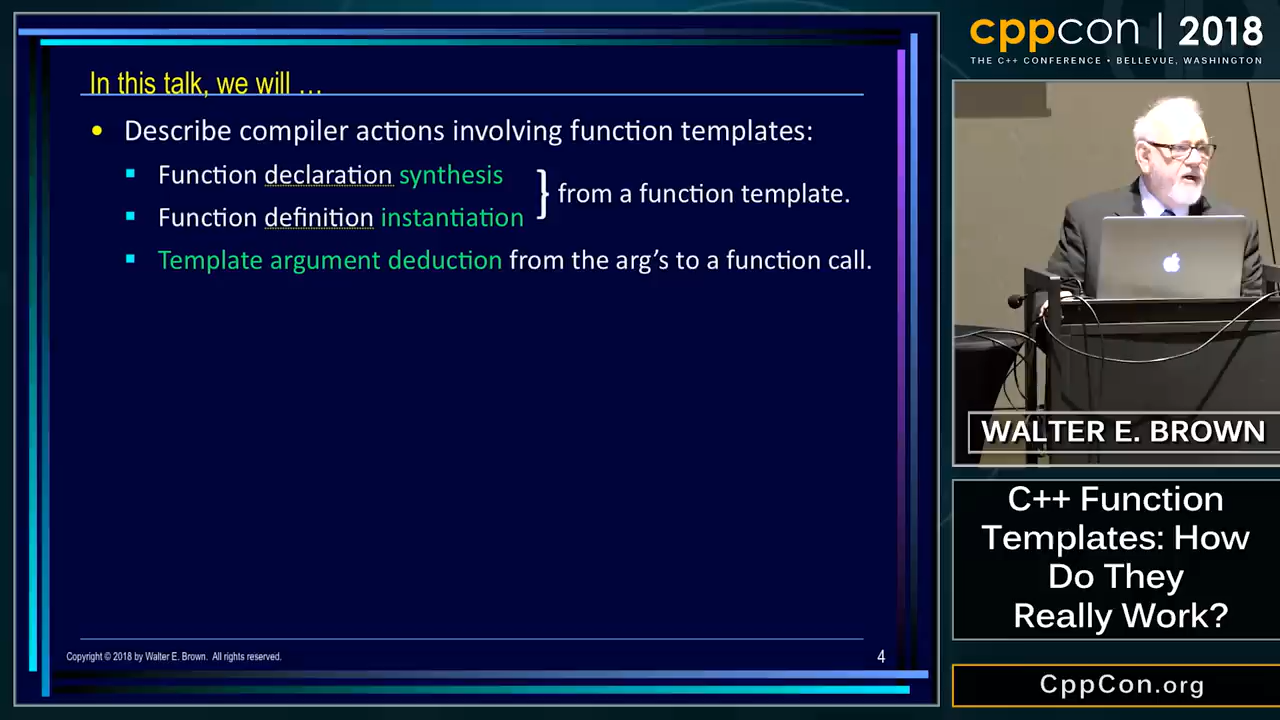 In this talk, we will …
• Describe compiler actions involving function templates:
▪ Function declaration synthesis
} from a function template.
▪ Function definition instantiation
▪ Template argument deduction from the arg's to a function call.
Copyright © 2018 by Walter E. Brown. All rights reserved.
4
cppcon | 2018
THE C++ CONFERENCE • BELLEVUE, WASHINGTON
WALTER E. BROWN
C++ Function
Templates: How
Do They
Really Work?
CppCon.org